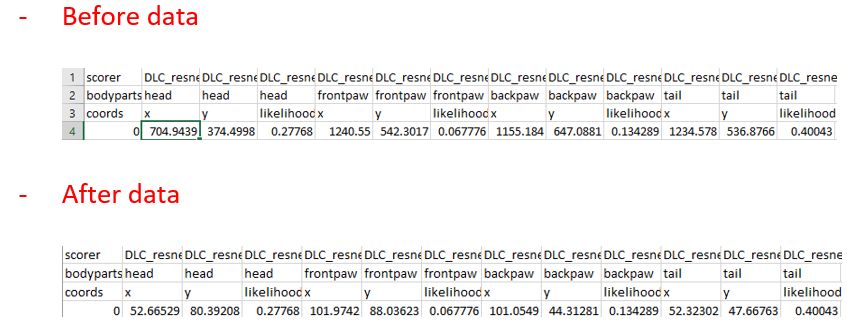 - Before data
1 scorer DLC_resne DLC_resne DLC_resne DLC_resne DLC_resne DLC_resne DLC_resne DLC_resne DLC_resne DLC_resne DLC_resne DLC_resne
2 bodyparts head head head frontpaw frontpaw frontpaw backpaw backpaw backpaw tail tail tail
3 coords x y likelihood x y likelihood x y likelihood x y likelihood
4 0 704.9439 374.4998 0.27768 1240.55 542.3017 0.067776 1155.184 647.0881 0.134289 1234.578 536.8766 0.40043
- After data
scorer DLC_resne DLC_resne DLC_resne DLC_resne DLC_resne DLC_resne DLC_resne DLC_resne DLC_resne DLC_resne DLC_resne DLC_resne
bodyparts head head head frontpaw frontpaw frontpaw backpaw backpaw backpaw tail tail tail
coords x y likelihood x y likelihood x y likelihood x y likelihood
0 52.66529 80.39208 0.27768 101.9742 88.03623 0.067776 101.0549 44.31281 0.134289 52.32302 47.66763 0.40043